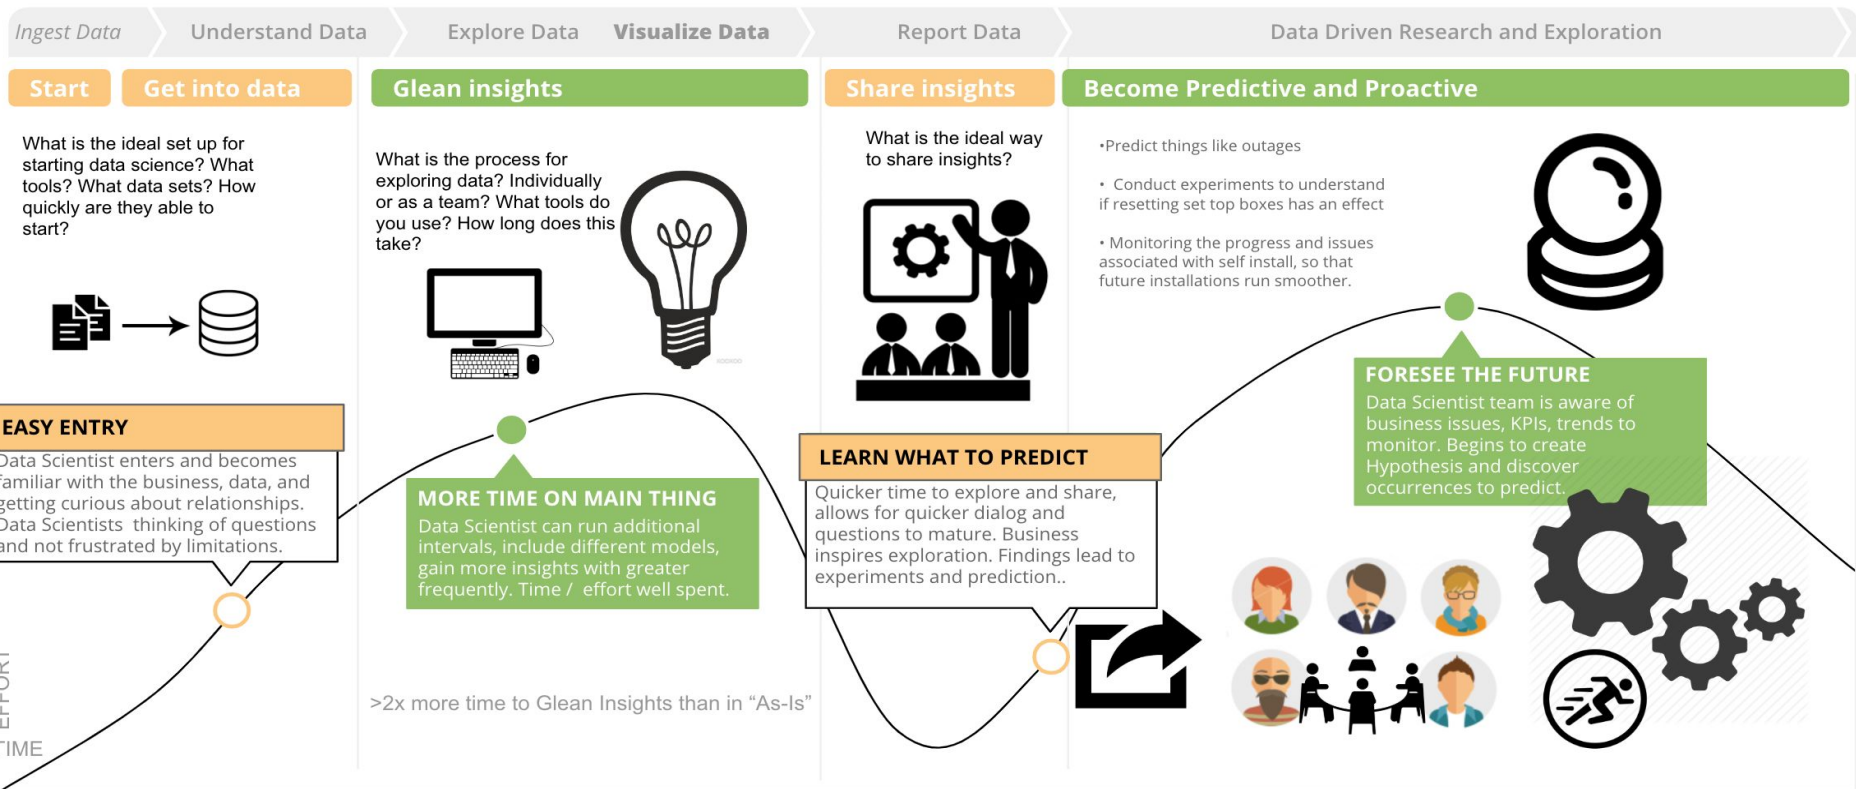 Ingest Data
Understand Data
Explore Data
Visualize Data
Report Data
Data Driven Research and Exploration
Start
Get into data
Glean insights
Share insights
Become Predictive and Proactive
What is the ideal set up for
starting data science? What
tools? What data sets? How
quickly are they able to
start?
What is the process for
exploring data? Individually
or as a team? What tools do
you use? How long does this
take?
What is the ideal way
to share insights?
•Predict things like outages
• Conduct experiments to understand
if resetting set top boxes has an effect
• Monitoring the progress and issues
associated with self install, so that
future installations run smoother.
EASY ENTRY
Data Scientist enters and becomes
familiar with the business, data, and
getting curious about relationships.
Data Scientists thinking of questions
and not frustrated by limitations.
MORE TIME ON MAIN THING
Data Scientist can run additional
intervals, include different models,
gain more insights with greater
frequently. Time / effort well spent.
LEARN WHAT TO PREDICT
Quicker time to explore and share,
allows for quicker dialog and
questions to mature. Business
inspires exploration. Findings lead to
experiments and prediction..
FORESEE THE FUTURE
Data Scientist team is aware of
business issues, KPIs, trends to
monitor. Begins to create
Hypothesis and discover
occurrences to predict.
>2x more time to Glean Insights than in “As-Is”
EFFORT
TIME